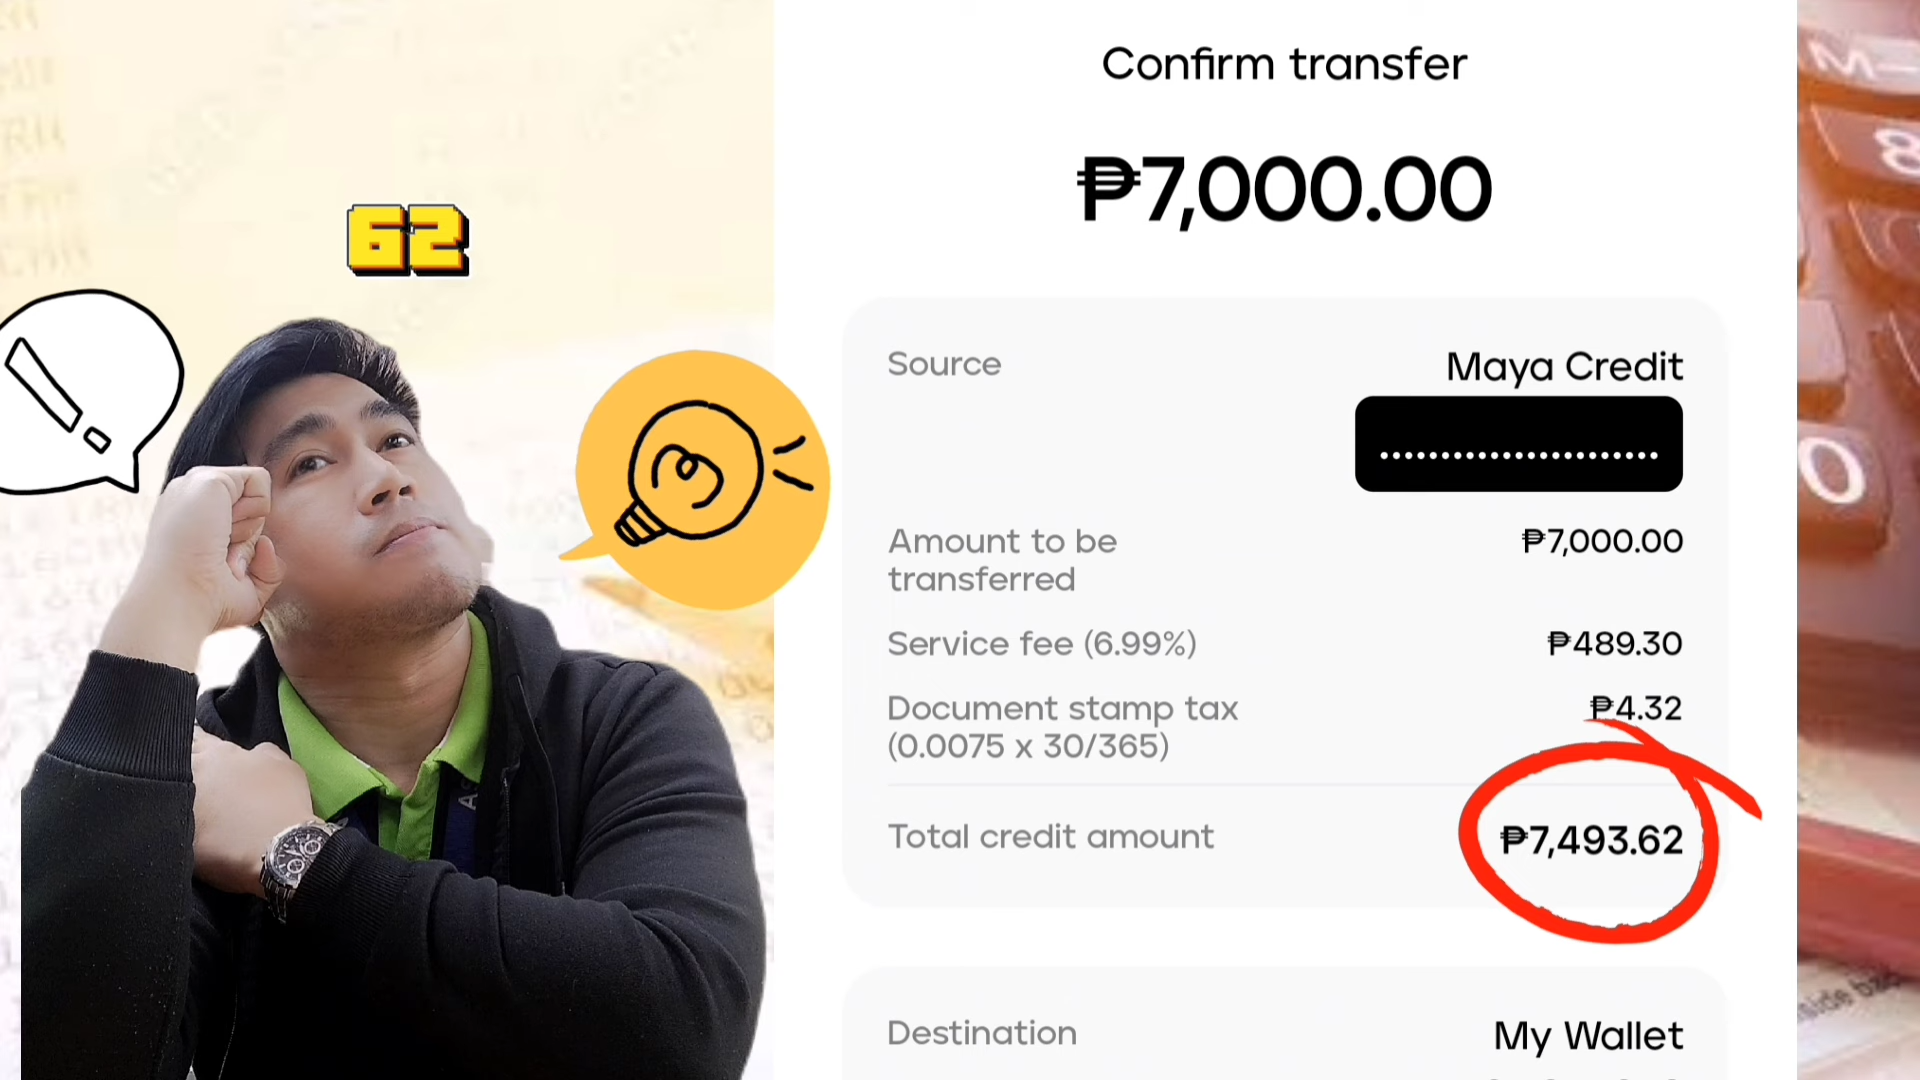 Confirm transfer
₱7,000.00
62
Source
Maya Credit
Amount to be
transferred
₱7,000.00
Service fee (6.99%)
₱489.30
Document stamp tax
(0.0075 x 30/365)
₱4.32
Total credit amount
₱7,493.62
Destination
My Wallet
M–
8
0